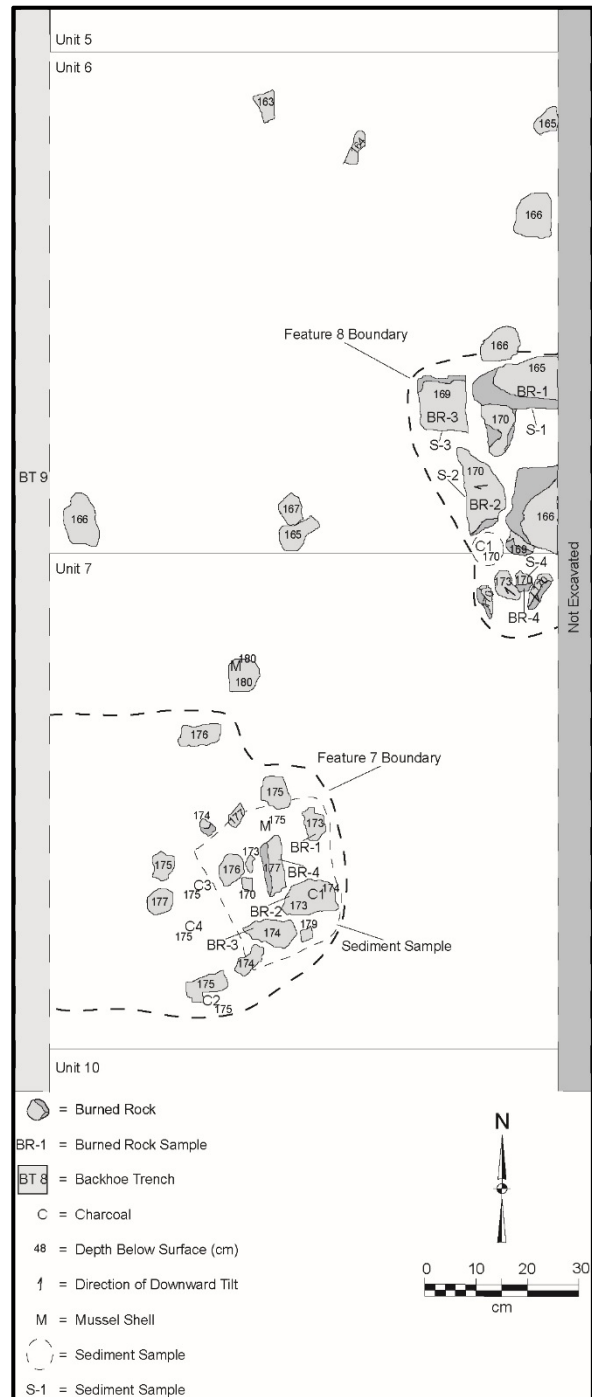 Unit 5
Unit 6
163
164
165
166
Feature 8 Boundary
166
165
BR-1
169
BR-3
170
S-3
S-1
170
S-2
BR-2
BT 9
166
167
165
166
C1
170
169
S-4
Unit 7
173
170
170
170
BR-4
Not Excavated
180
M
180
176
Feature 7 Boundary
175
174
177
M
175
173
BR-1
173
175
176
177
BR-4
C3
175
170
C1
174
177
BR-2
173
C4
175
BR-3
174
179
Sediment Sample
174
175
C2
175
Unit 10
= Burned Rock
BR-1 = Burned Rock Sample
BT 8 = Backhoe Trench
C = Charcoal
48 = Depth Below Surface (cm)
= Direction of Downward Tilt
M = Mussel Shell
= Sediment Sample
S-1 = Sediment Sample
N
0 10 20 30
cm